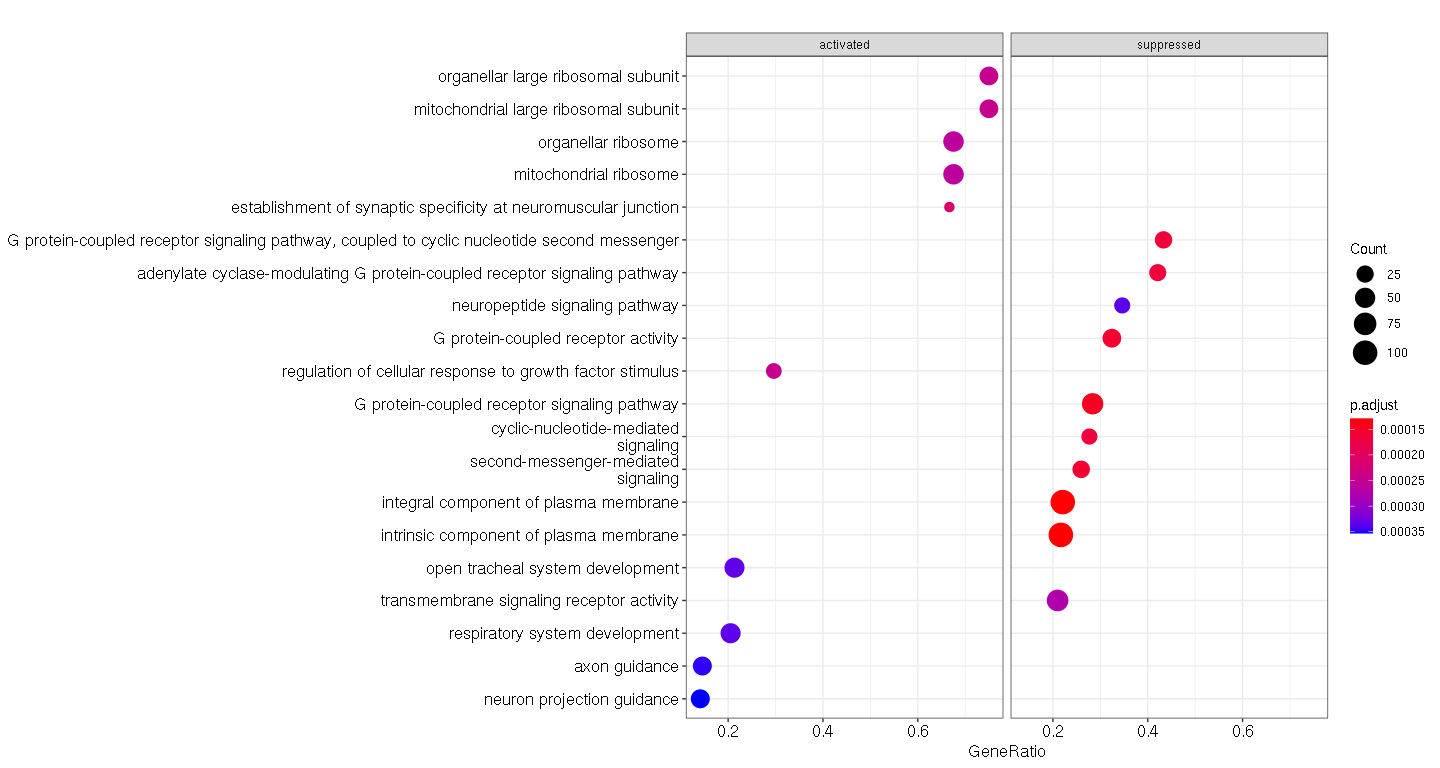 activated
suppressed
organellar large ribosomal subunit
mitochondrial large ribosomal subunit
organellar ribosome
mitochondrial ribosome
establishment of synaptic specificity at neuromuscular junction
G protein-coupled receptor signaling pathway, coupled to cyclic nucleotide second messenger
adenylate cyclase-modulating G protein-coupled receptor signaling pathway
neuropeptide signaling pathway
G protein-coupled receptor activity
regulation of cellular response to growth factor stimulus
G protein-coupled receptor signaling pathway
cyclic-nucleotide-mediated
signaling
second-messenger-mediated
signaling
integral component of plasma membrane
intrinsic component of plasma membrane
open tracheal system development
transmembrane signaling receptor activity
respiratory system development
axon guidance
neuron projection guidance
0.2 0.4 0.6
0.2 0.4 0.6
GeneRatio
Count
25
50
75
100
p.adjust
0.00015
0.00020
0.00025
0.00030
0.00035